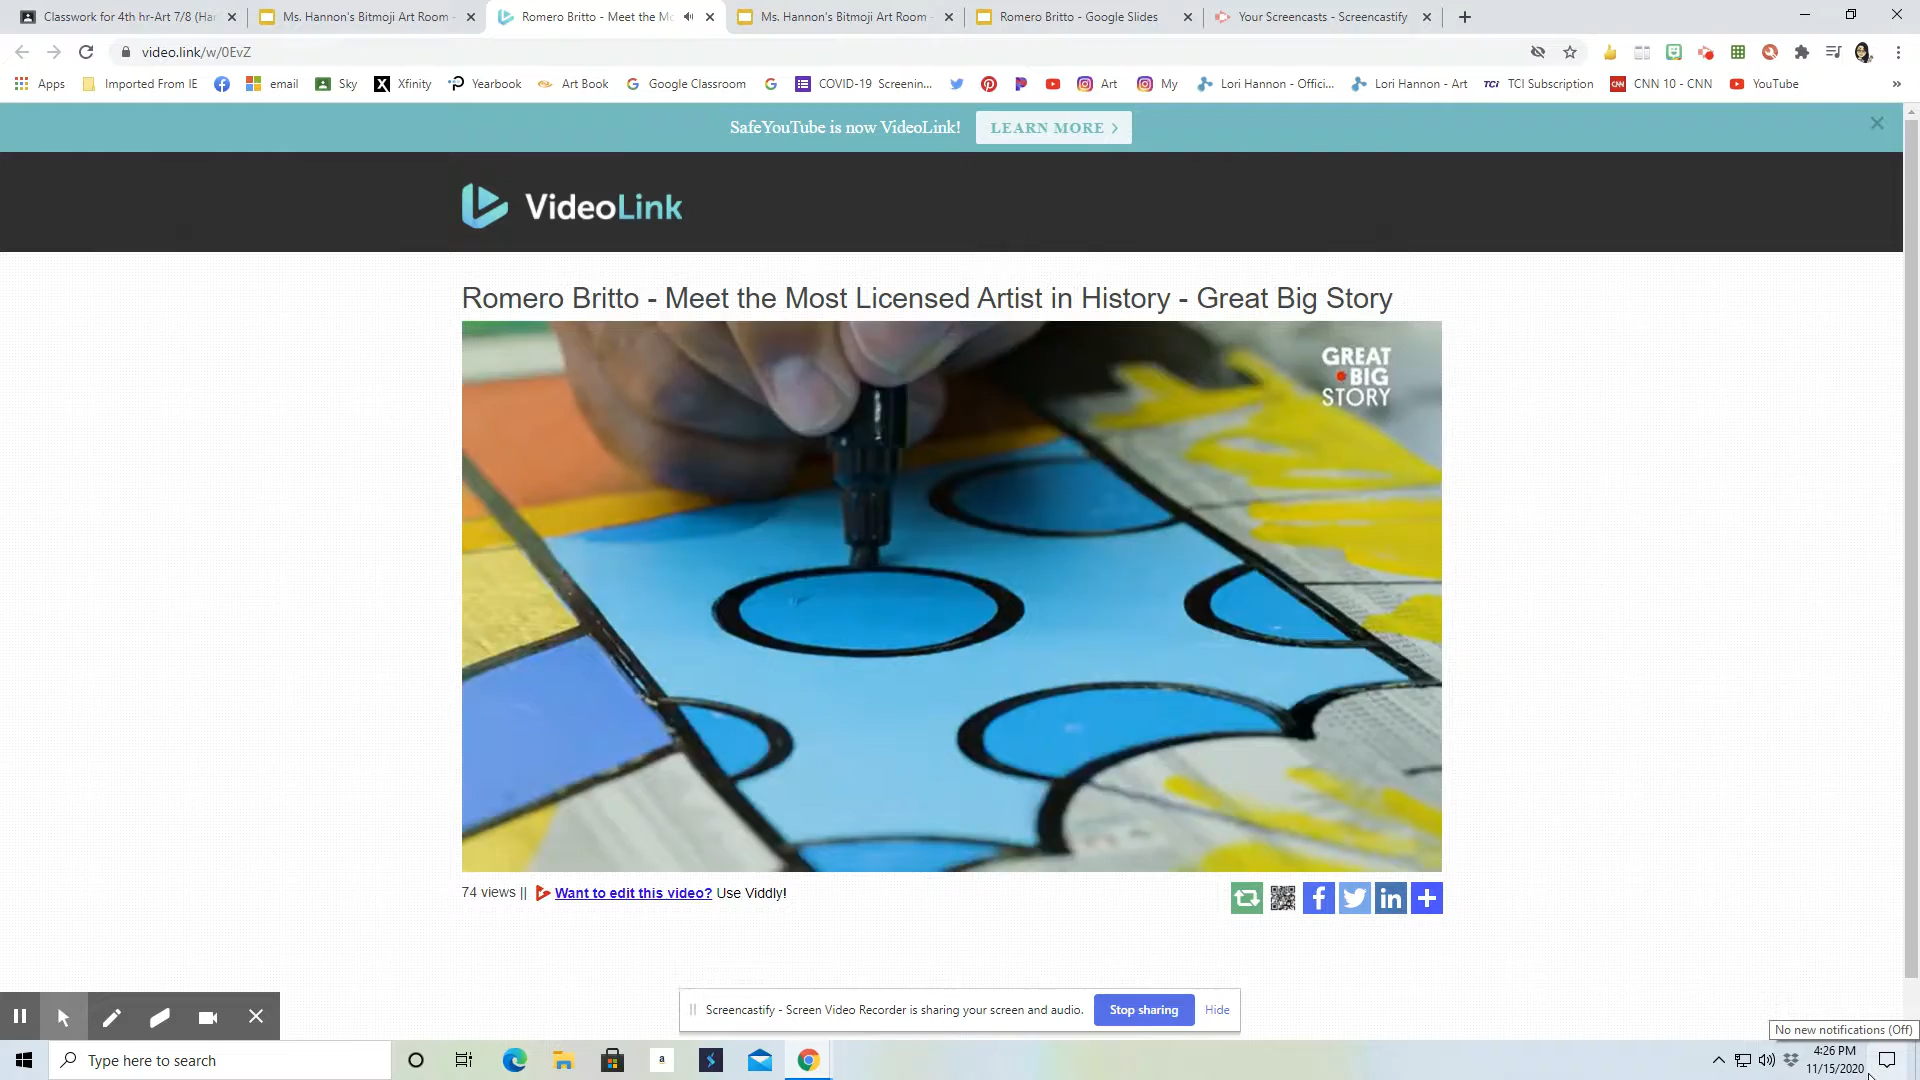 Classwork for 4th hr-Art 7/8 (Har
Ms. Hannon's Bitmoji Art Room -
Romero Britto - Meet the Mo
Ms. Hannon's Bitmoji Art Room -
Romero Britto - Google Slides
Your Screencasts - Screencastify
video.link/w/0EvZ
Apps
Imported From IE
email
Sky
Xfinity
Yearbook
Art Book
Google Classroom
COVID-19 Screenin...
Art
My
Lori Hannon - Offici...
Lori Hannon - Art
TCI
TCI Subscription
CNN 10 - CNN
YouTube
SafeYouTube is now VideoLink!
LEARN MORE >
VideoLink
Romero Britto - Meet the Most Licensed Artist in History - Great Big Story
GREAT
BIG
STORY
74 views ||
Want to edit this video? Use Viddly!
Screencastify - Screen Video Recorder is sharing your screen and audio.
Stop sharing
Hide
No new notifications (Off)
Type here to search
a
4:26 PM
11/15/2020